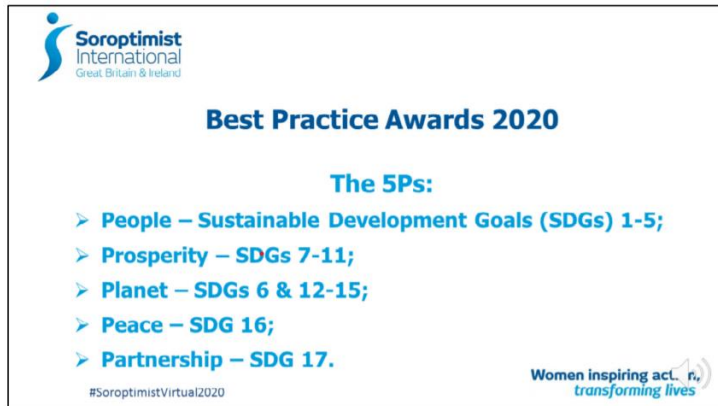 Soroptimist
International
Great Britain & Ireland
Best Practice Awards 2020
The 5Ps:
➢ People – Sustainable Development Goals (SDGs) 1-5;
➢ Prosperity – SDGs 7-11;
➢ Planet – SDGs 6 & 12-15;
➢ Peace – SDG 16;
➢ Partnership – SDG 17.
Women inspiring
transforming lives
#SoroptimistVirtual2020